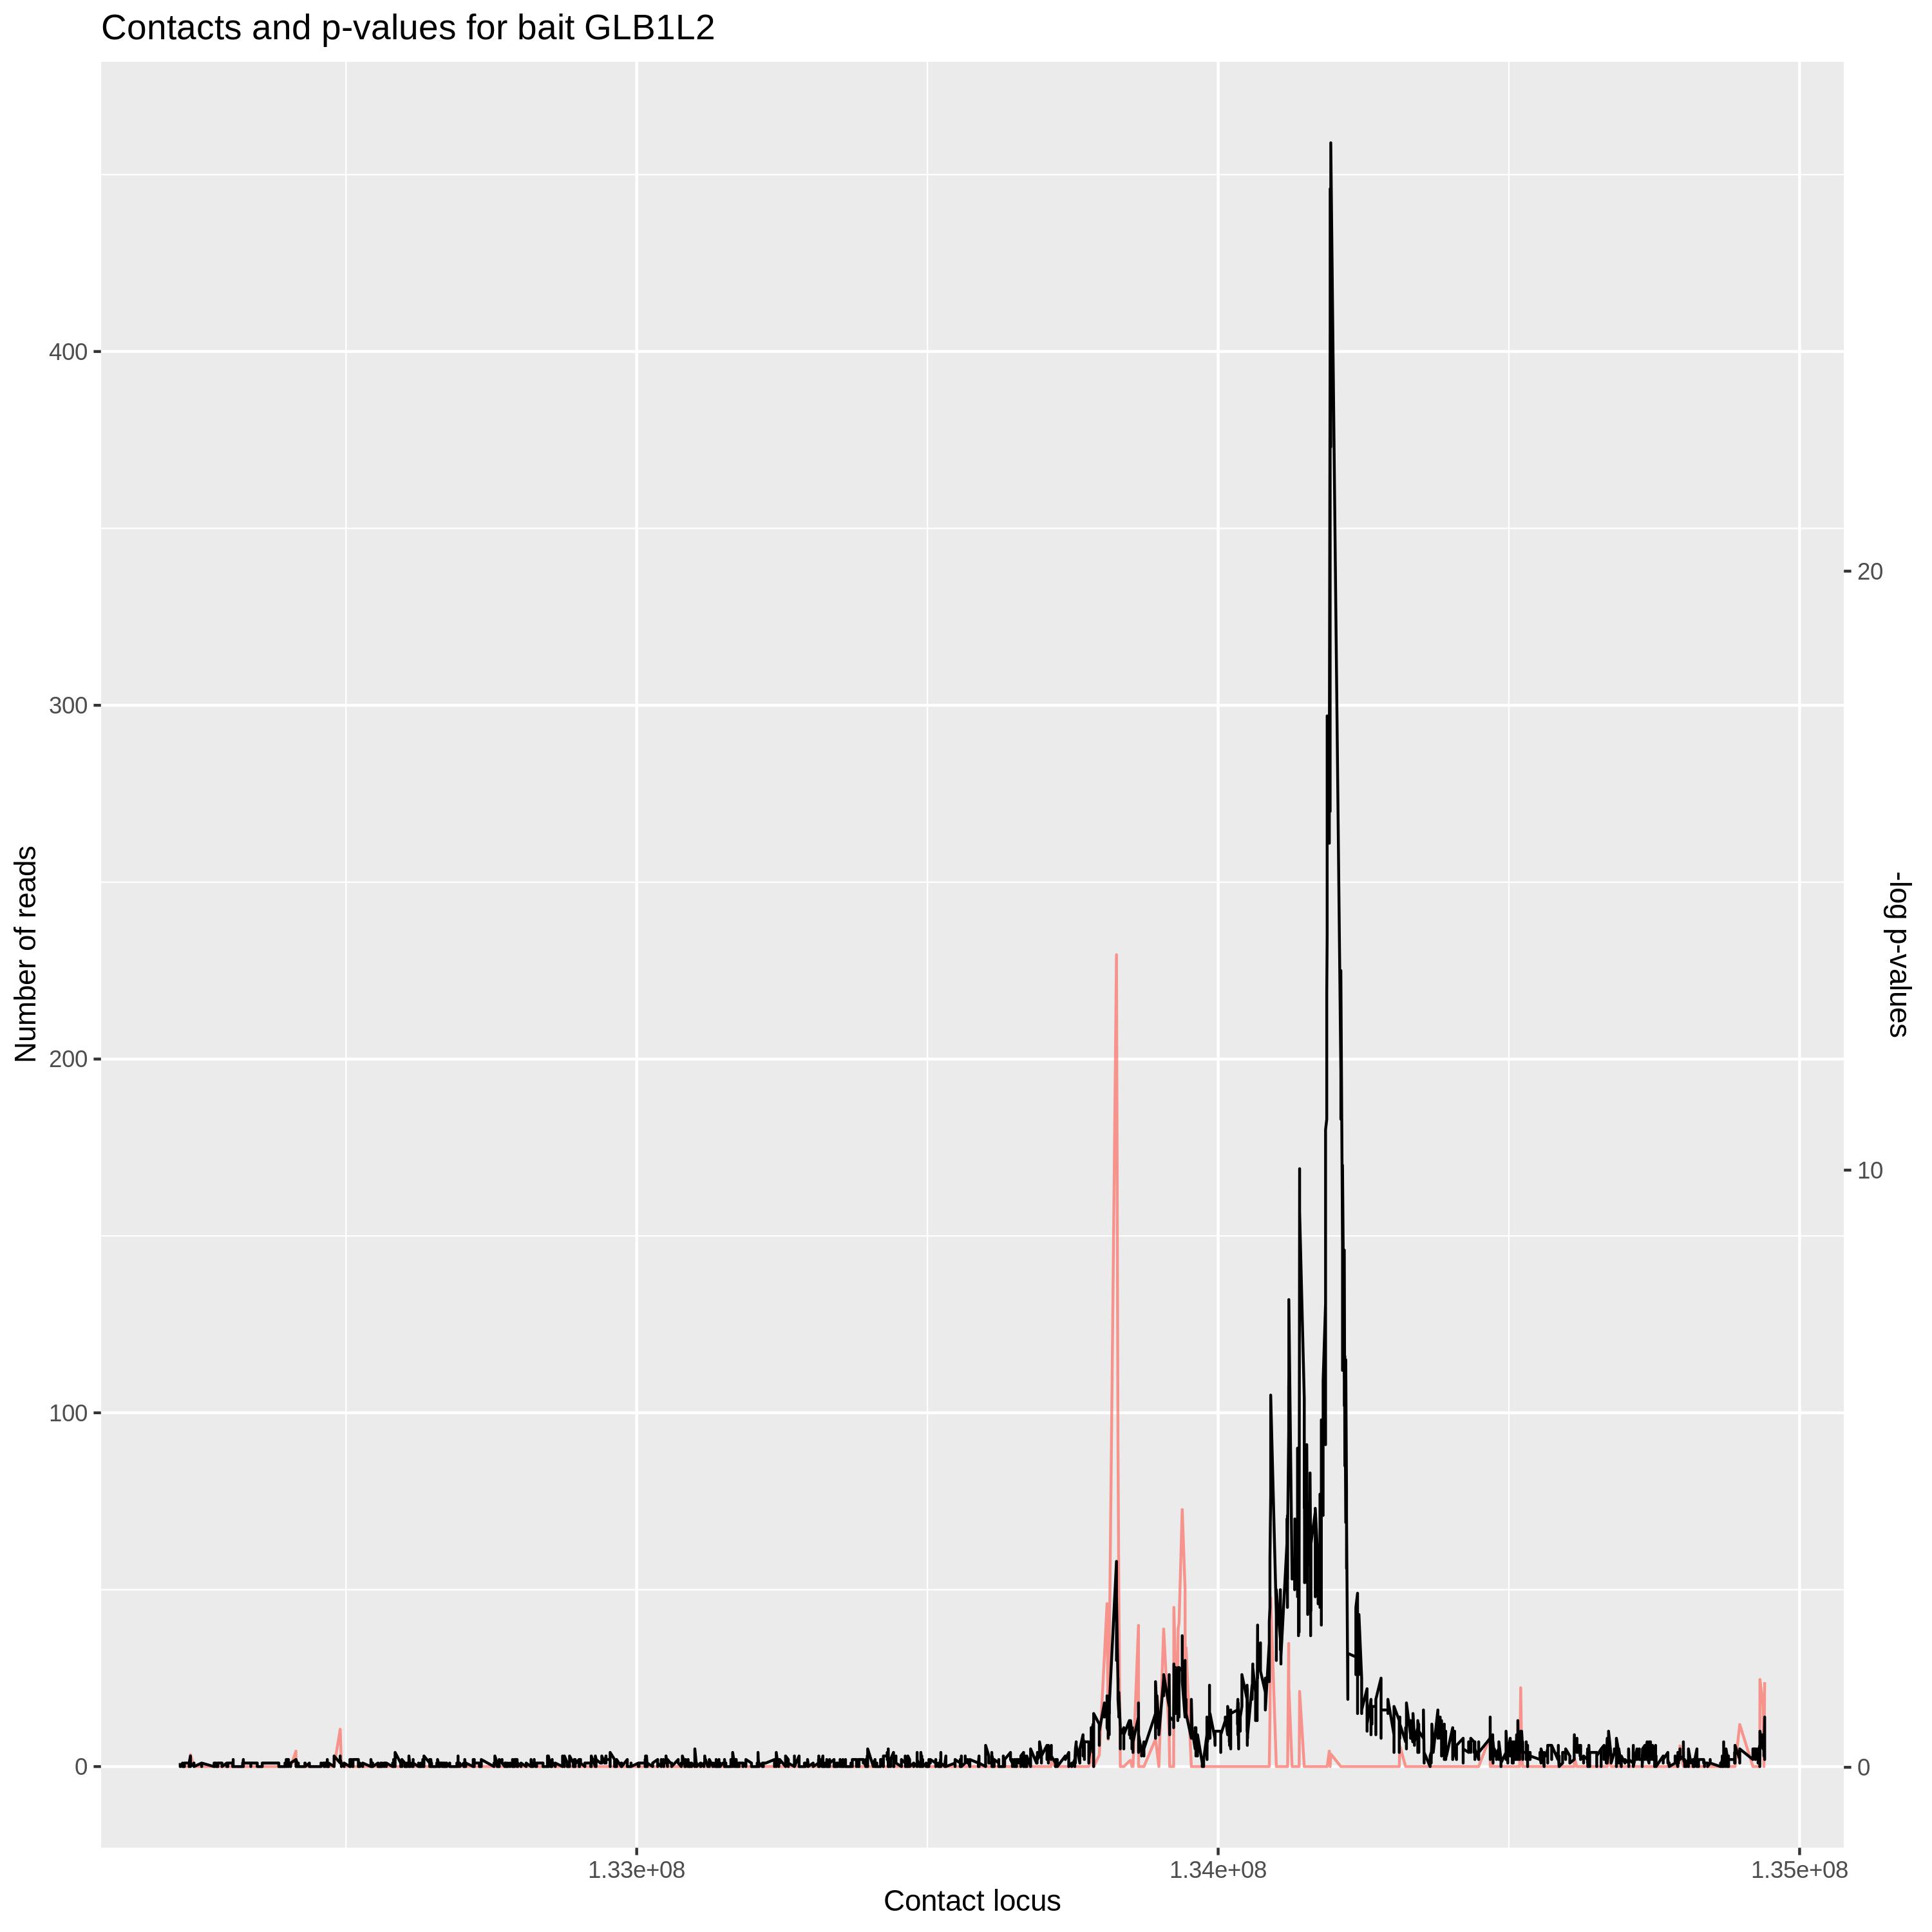 Contacts and p-values for bait GLB1L2
400
300
200
100
0
Number of reads
20
10
0
-log p-values
1.33e+08
1.34e+08
1.35e+08
Contact locus